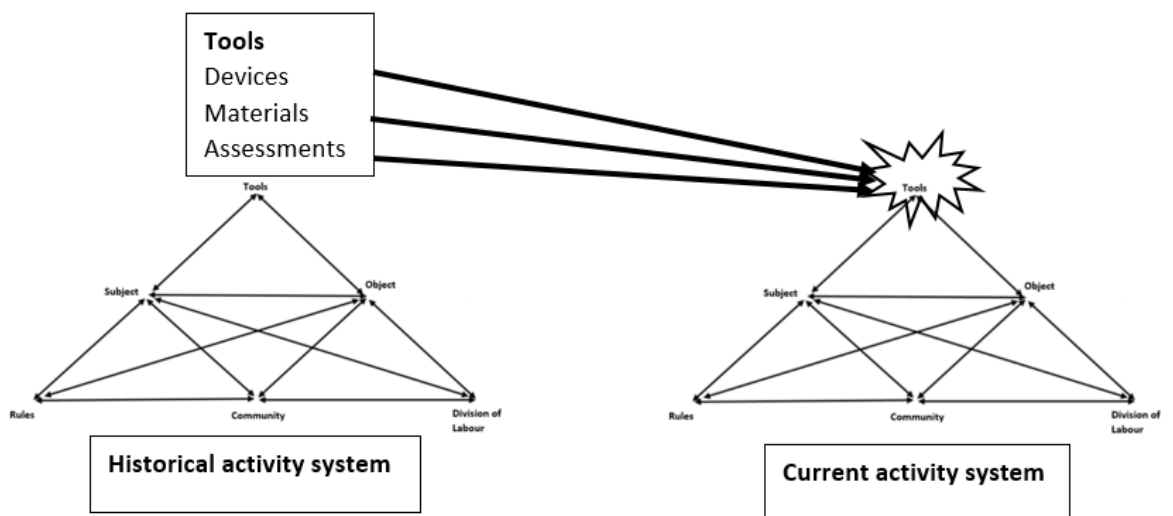 Tools
Devices
Materials
Assessments
Tools
Subject
Object
Rules
Community
Division of
Labour
Historical activity system
Tools
Subject
Object
Rules
Community
Division of
Labour
Current activity system